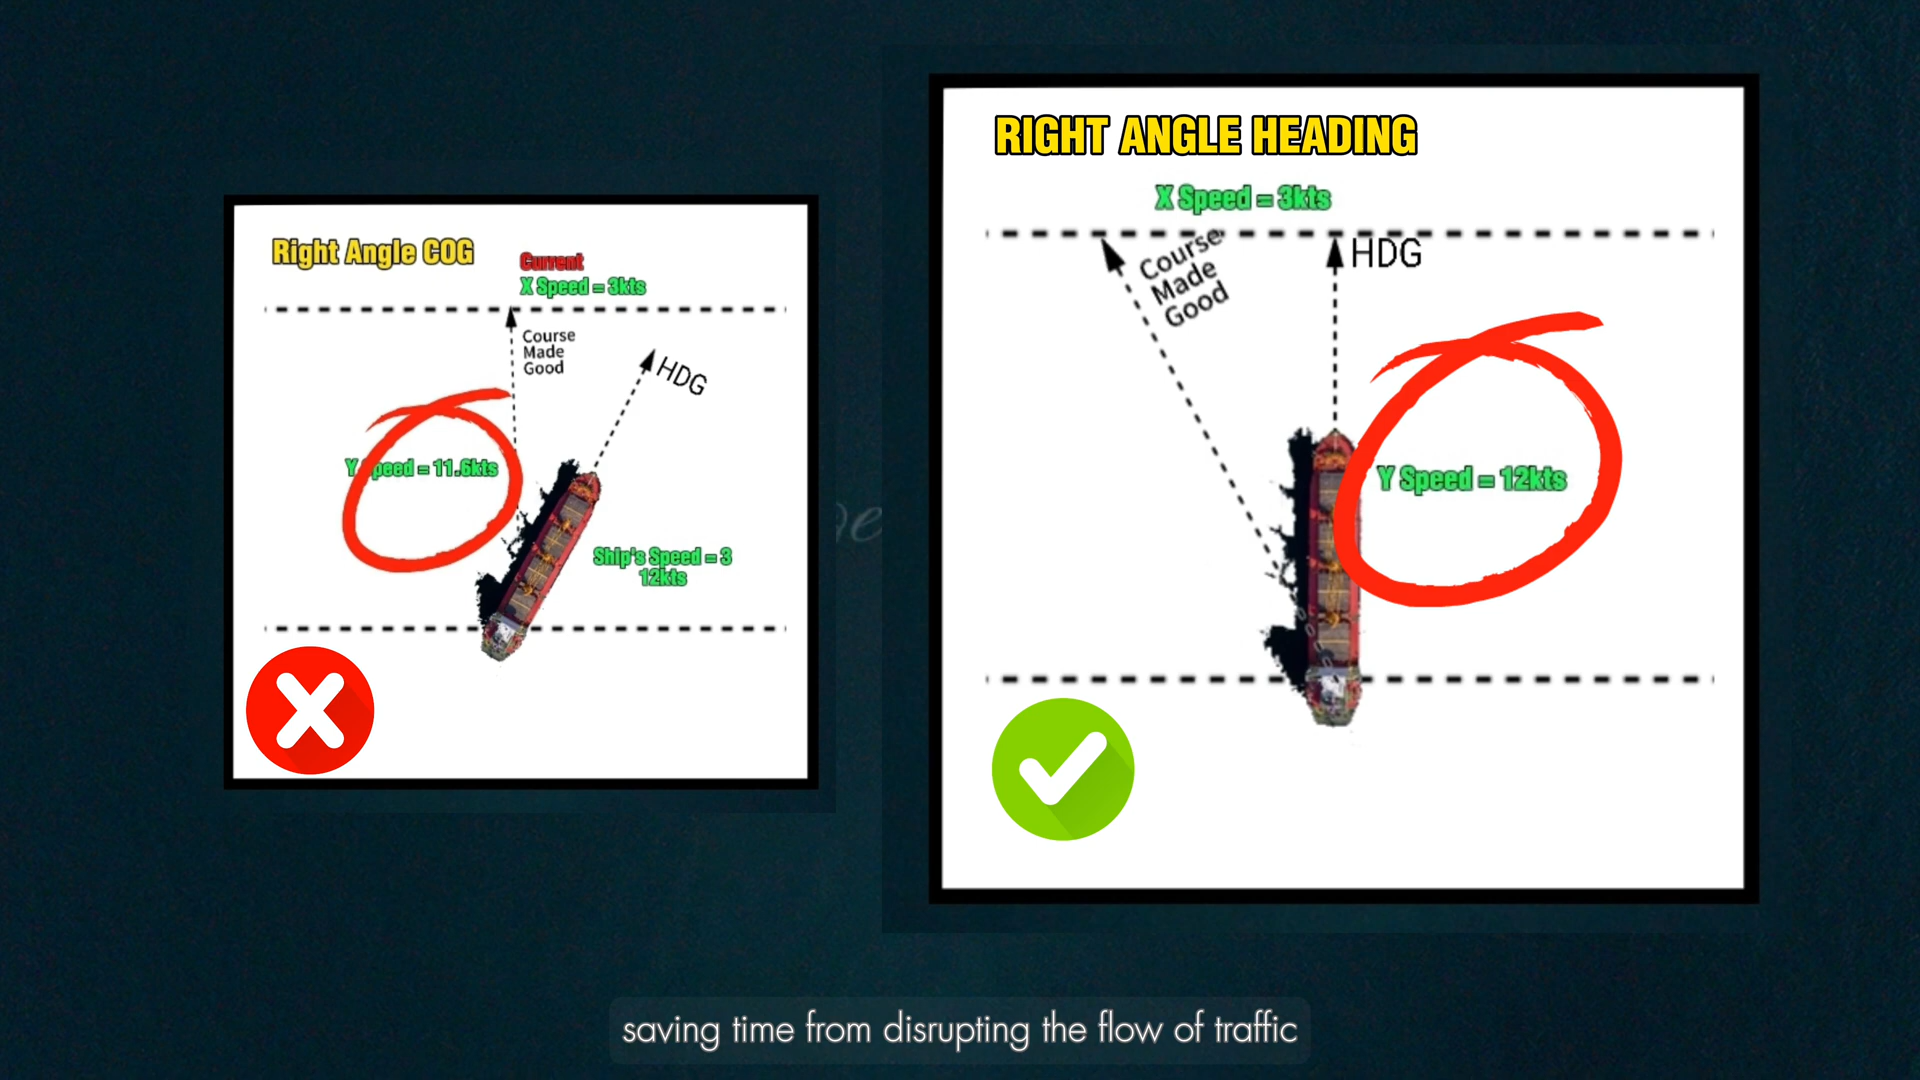 Right Angle COG
Current
X Speed = 3kts
Course
Made
Good
HDG
Y Speed = 11.6kts
Ship's Speed = 3
12kts
RIGHT ANGLE HEADING
X Speed = 3kts
Course
Made
Good
HDG
Y Speed = 12kts
saving time from disrupting the flow of traffic